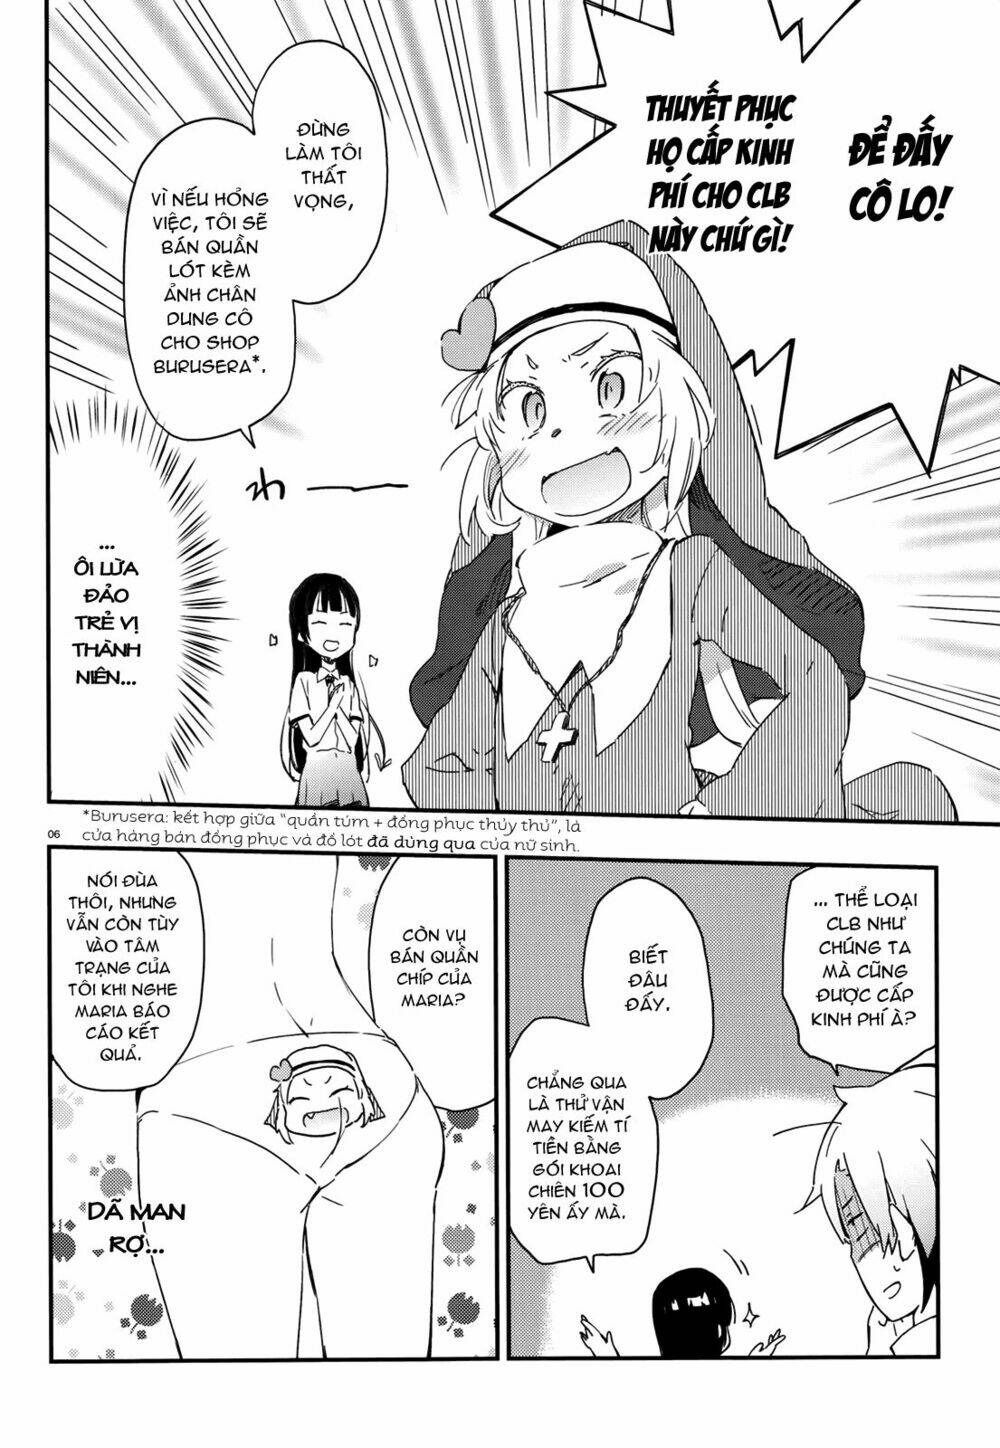 ĐỂ ĐẤY
CÔ LO!
THUYẾT PHỤC
HỌ CẤP KINH
PHÍ CHO CLB
NÀY CHỨ GÌ!
ĐỪNG
LÀM TÔI
THẤT
VỌNG,
VÌ NẾU HỎNG
VIỆC, TÔI SẼ
BÁN QUẦN
LÓT KÈM
ẢNH CHÂN
DUNG CÔ
CHO SHOP
BURUSERA*.
わー
...
ÔI LỪA
ĐẢO
TRẺ VỊ
THÀNH
NIÊN...
*Burusera: kết hợp giữa "quần túm + đồng phục thủy thủ", là
cửa hàng bán đồng phục và đồ lót đã dùng qua của nữ sinh.
06
... THỂ LOẠI
CLB NHƯ
CHÚNG TA
MÀ CŨNG
ĐƯỢC CẤP
KINH PHÍ À?
BIẾT
ĐÂU
ĐẤY.
CHẲNG QUA
LÀ THỬ VẬN
MAY KIẾM TÍ
TIỀN BẰNG
GÓI KHOAI
CHIÊN 100
YÊN ẤY MÀ.
CÒN VỤ
BÁN QUẦN
CHÍP CỦA
MARIA?
NÓI ĐÙA
THÔI, NHƯNG
VẪN CÒN TÙY
VÀO TÂM
TRẠNG CỦA
TÔI KHI NGHE
MARIA BÁO
CÁO KẾT
QUẢ.
DÃ MAN
RỢ...